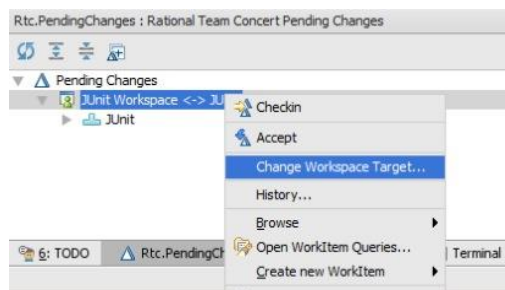 Rtc.PendingChanges : Rational Team Concert Pending Changes
Pending Changes
JUnit Workspace <-> JU
JUnit
Checkin
Accept
Change Workspace Target...
History...
Browse
Open WorkItem Queries...
Create new WorkItem
6: TODO
Rtc.PendingCh
Terminal